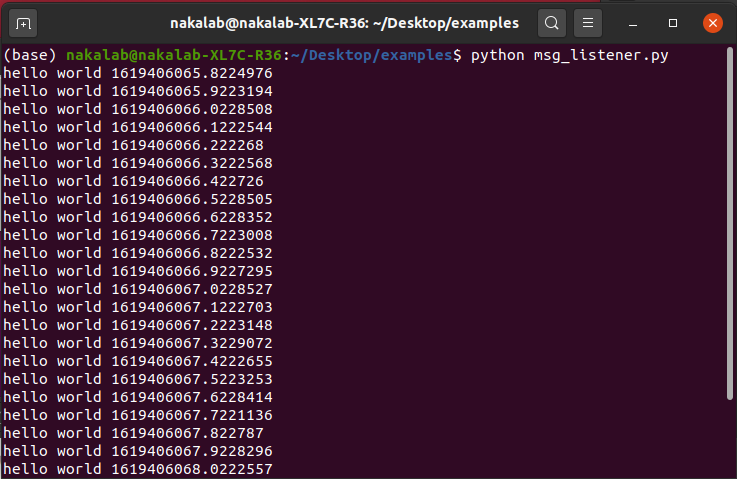 nakalab@nakalab-XL7C-R36: ~/Desktop/examples
(base) nakalab@nakalab-XL7C-R36:~/Desktop/examples$ python msg_listener.py
hello world 1619406065.8224976
hello world 1619406065.9223194
hello world 1619406066.0228508
hello world 1619406066.1222544
hello world 1619406066.222268
hello world 1619406066.3222568
hello world 1619406066.422726
hello world 1619406066.5228505
hello world 1619406066.6228352
hello world 1619406066.7223008
hello world 1619406066.8222532
hello world 1619406066.9227295
hello world 1619406067.0228527
hello world 1619406067.1222703
hello world 1619406067.2223148
hello world 1619406067.3229072
hello world 1619406067.4222655
hello world 1619406067.5223253
hello world 1619406067.6228414
hello world 1619406067.7221136
hello world 1619406067.822787
hello world 1619406067.9228296
hello world 1619406068.0222557